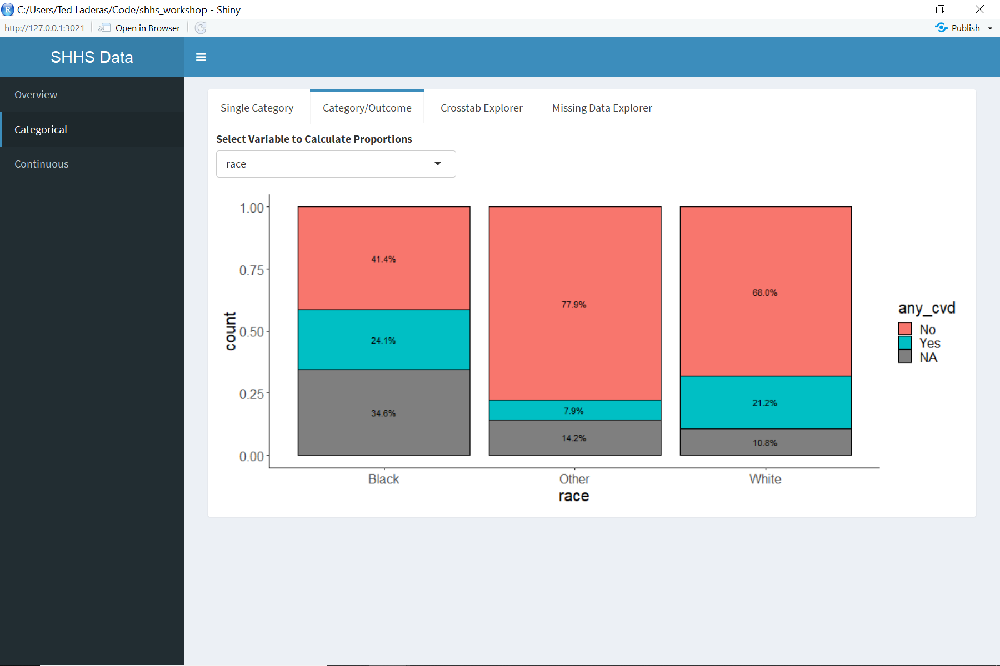 C:/Users/Ted Laderas/Code/shhs_workshop - Shiny
http://127.0.0.1:3021 Open in Browser Publish
SHHS Data
Overview
Categorical
Continuous
Single Category Category/Outcome Crosstab Explorer Missing Data Explorer
Select Variable to Calculate Proportions
race
1.00
0.75
0.50
0.25
0.00
count
41.4%
24.1%
34.6%
77.9%
7.9%
14.2%
68.0%
21.2%
10.8%
Black Other White
race
any_cvd
No
Yes
NA